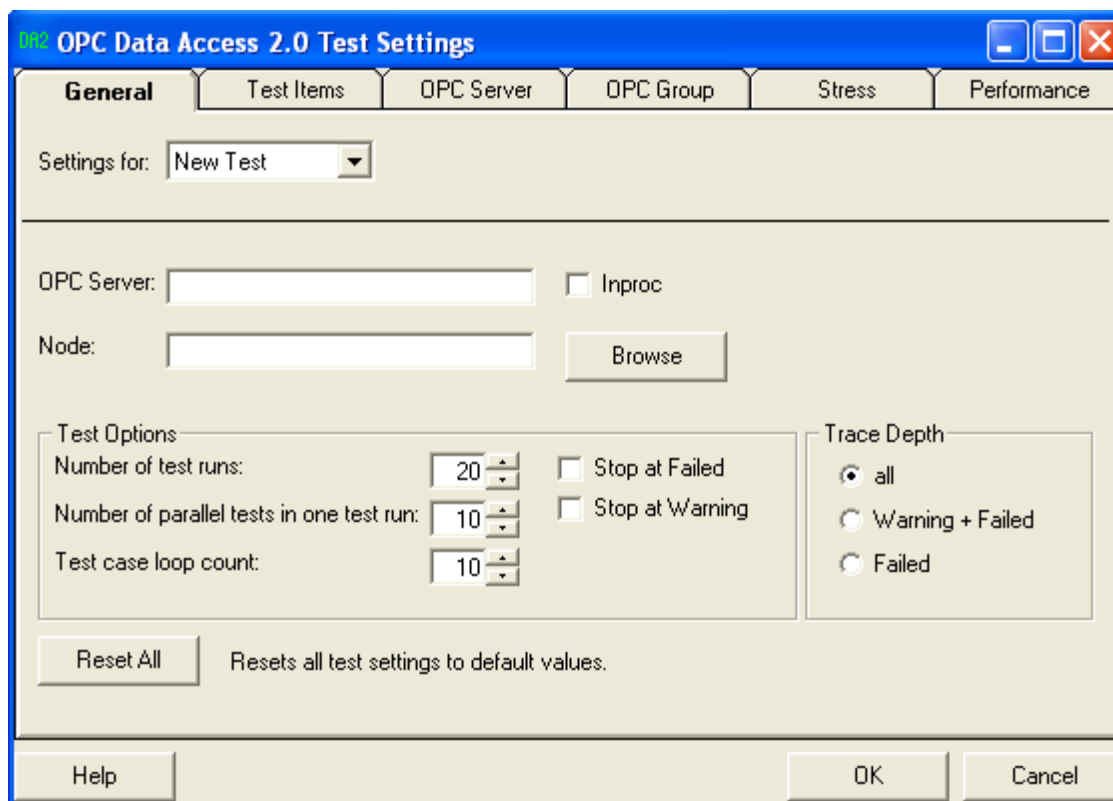 DA2 OPC Data Access 2.0 Test Settings
General Test Items OPC Server OPC Group Stress Performance
Settings for: New Test
OPC Server: Inproc
Node: Browse
Test Options Trace Depth
Number of test runs: 20 Stop at Failed all
Number of parallel tests in one test run: 10 Stop at Warning Warning + Failed
Test case loop count: 10 Failed
Reset All Resets all test settings to default values.
Help OK Cancel